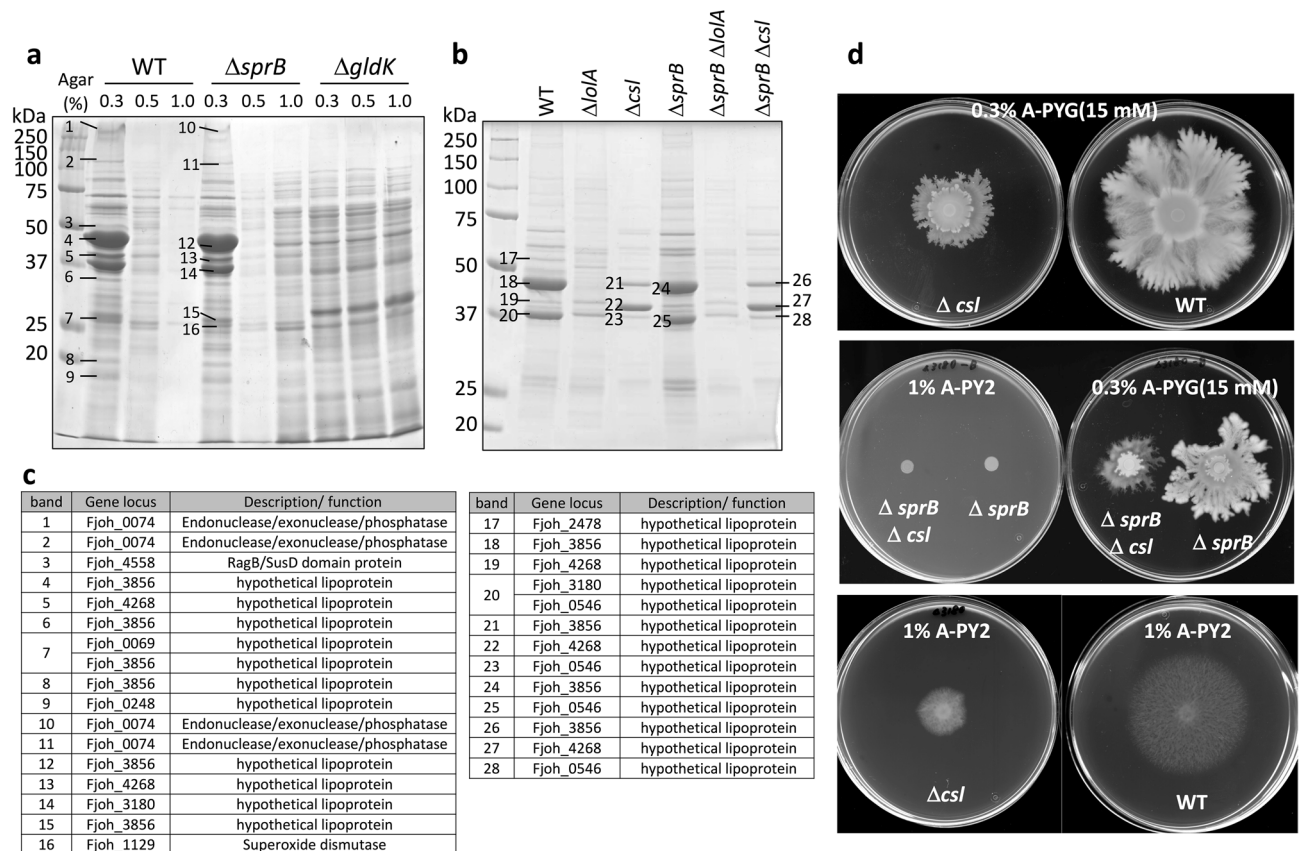 a
WT ΔsprB ΔgldK
Agar
(%)
0.3 0.5 1.0 0.3 0.5 1.0 0.3 0.5 1.0
kDa
250
150
100
75
50
37
25
20
1
2
3
4
5
6
7
8
9
10
11
12
13
14
15
16
b
WT
ΔlolA
Δcsl
ΔsprB
ΔsprB ΔlolA
ΔsprB Δcsl
kDa
250
150
100
75
50
37
25
20
17
18
19
20
21
22
23
24
25
26
27
28
c
band Gene locus Description/ function
1 Fjoh_0074 Endonuclease/exonuclease/phosphatase
2 Fjoh_0074 Endonuclease/exonuclease/phosphatase
3 Fjoh_4558 RagB/SusD domain protein
4 Fjoh_3856 hypothetical lipoprotein
5 Fjoh_4268 hypothetical lipoprotein
6 Fjoh_3856 hypothetical lipoprotein
7 Fjoh_0069 hypothetical lipoprotein
Fjoh_3856 hypothetical lipoprotein
8 Fjoh_3856 hypothetical lipoprotein
9 Fjoh_0248 hypothetical lipoprotein
10 Fjoh_0074 Endonuclease/exonuclease/phosphatase
11 Fjoh_0074 Endonuclease/exonuclease/phosphatase
12 Fjoh_3856 hypothetical lipoprotein
13 Fjoh_4268 hypothetical lipoprotein
14 Fjoh_3180 hypothetical lipoprotein
15 Fjoh_3856 hypothetical lipoprotein
16 Fjoh_1129 Superoxide dismutase
band Gene locus Description/ function
17 Fjoh_2478 hypothetical lipoprotein
18 Fjoh_3856 hypothetical lipoprotein
19 Fjoh_4268 hypothetical lipoprotein
20 Fjoh_3180 hypothetical lipoprotein
Fjoh_0546 hypothetical lipoprotein
21 Fjoh_3856 hypothetical lipoprotein
22 Fjoh_4268 hypothetical lipoprotein
23 Fjoh_0546 hypothetical lipoprotein
24 Fjoh_3856 hypothetical lipoprotein
25 Fjoh_0546 hypothetical lipoprotein
26 Fjoh_3856 hypothetical lipoprotein
27 Fjoh_4268 hypothetical lipoprotein
28 Fjoh_0546 hypothetical lipoprotein
d
0.3% A-PYG(15 mM)
Δ csl WT
1% A-PY2
Δ sprB
Δ csl
Δ sprB
0.3% A-PYG(15 mM)
Δ sprB
Δ csl
Δ sprB
1% A-PY2 1% A-PY2
Δcsl WT